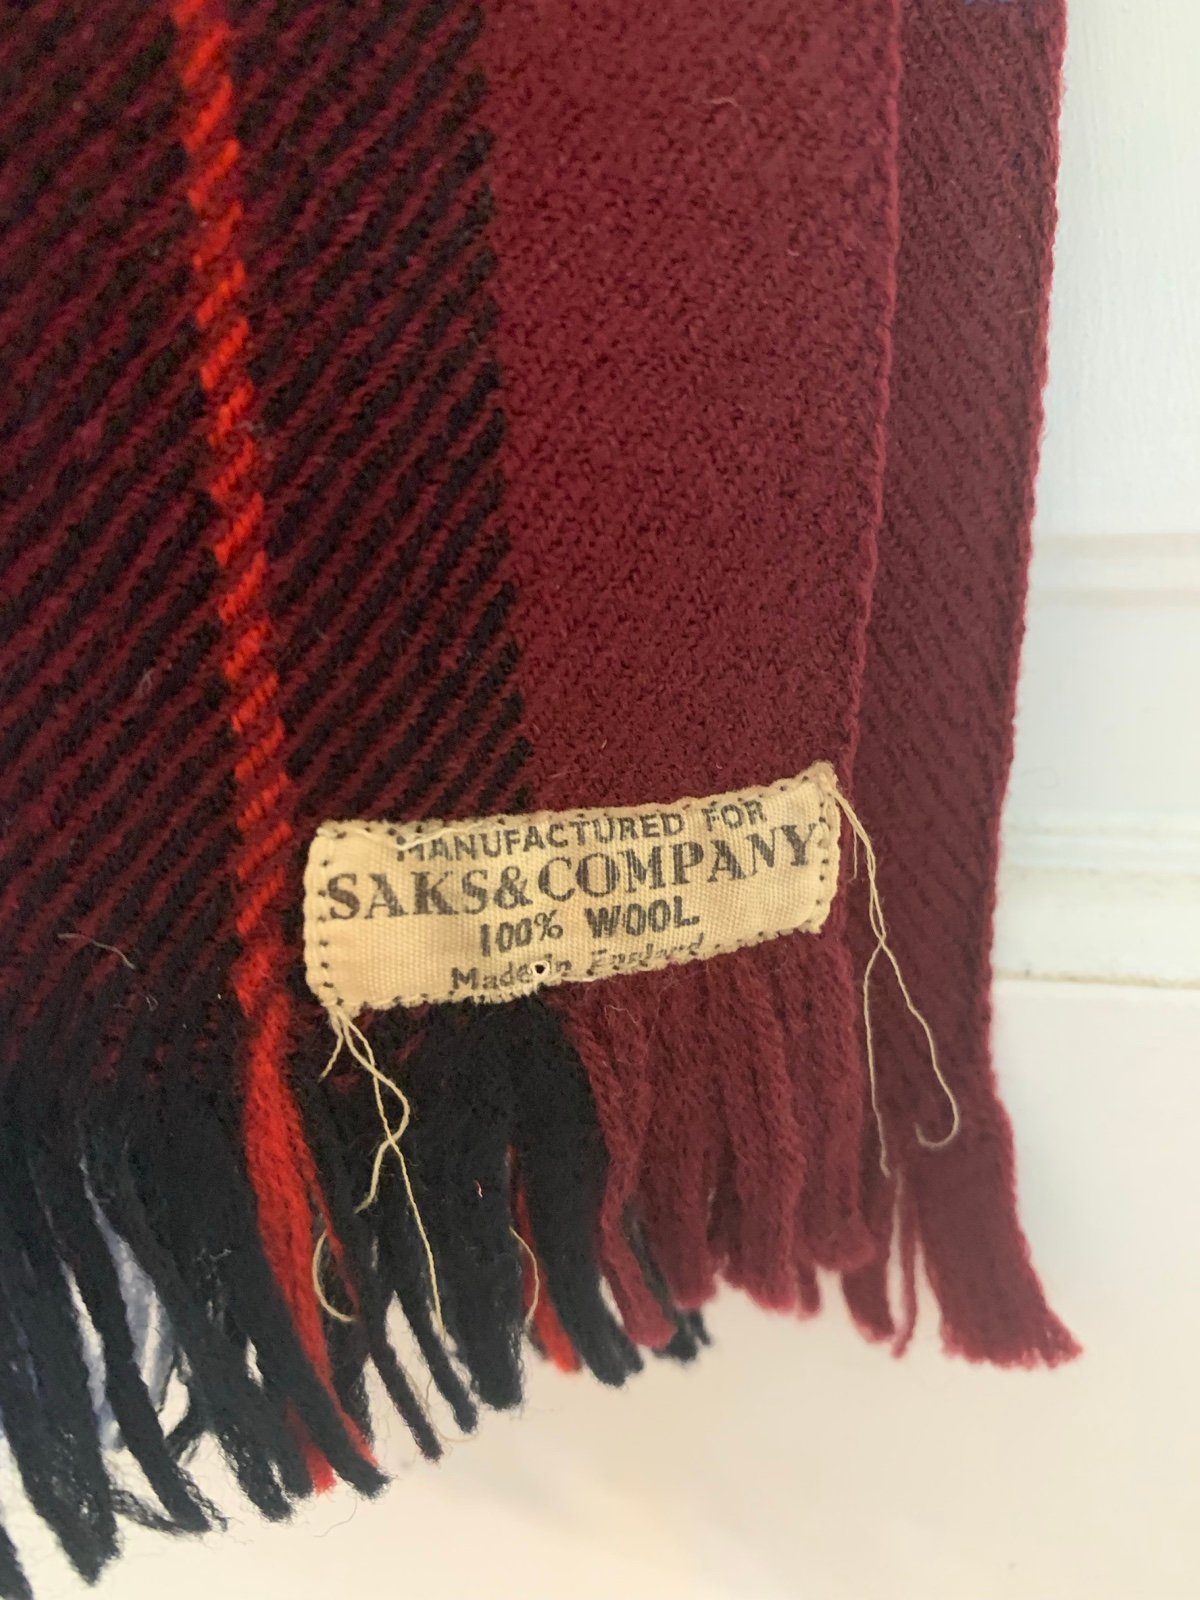 MANUFACTURED FOR
SAKS&COMPANY
100% WOOL
Made in England